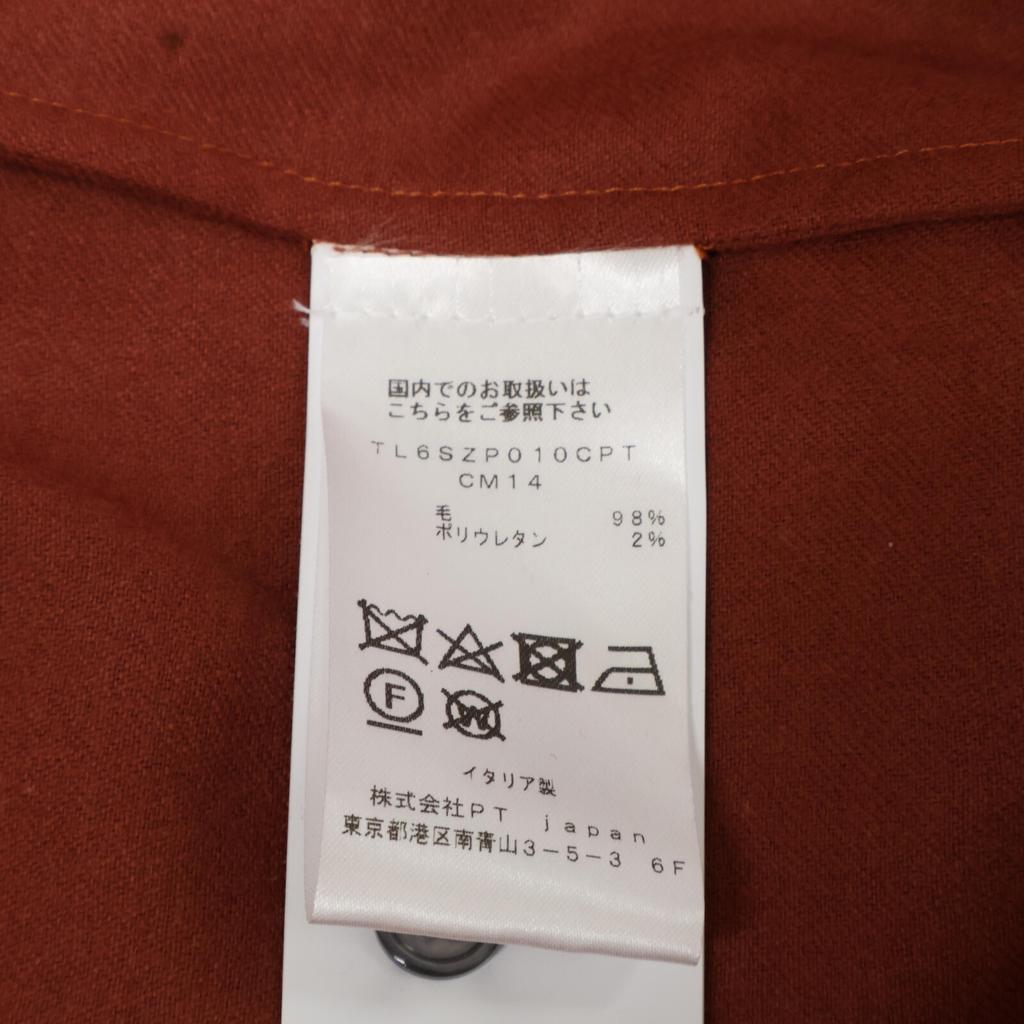 国内でのお取扱いは
こちらをご参照下さい
TL6SZP010CPT
CM14
毛 98%
ポリウレタン 2%
F
W
イタリア製
株式会社PT japan
東京都港区南青山3-5-3 6F